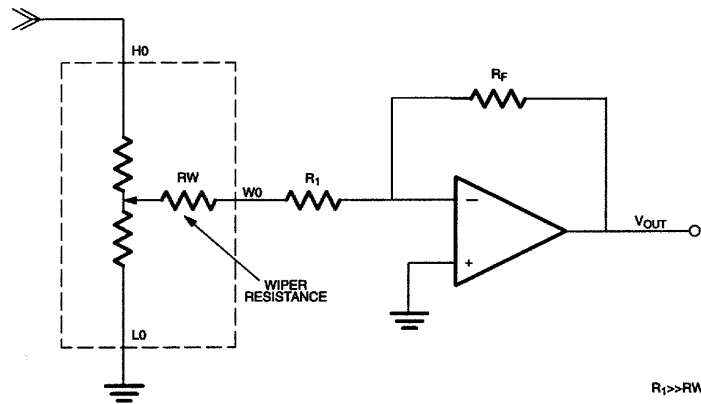 H0
RF
RW
W0
R1
−
+
VOUT
WIPER
RESISTANCE
L0
R1>>RW